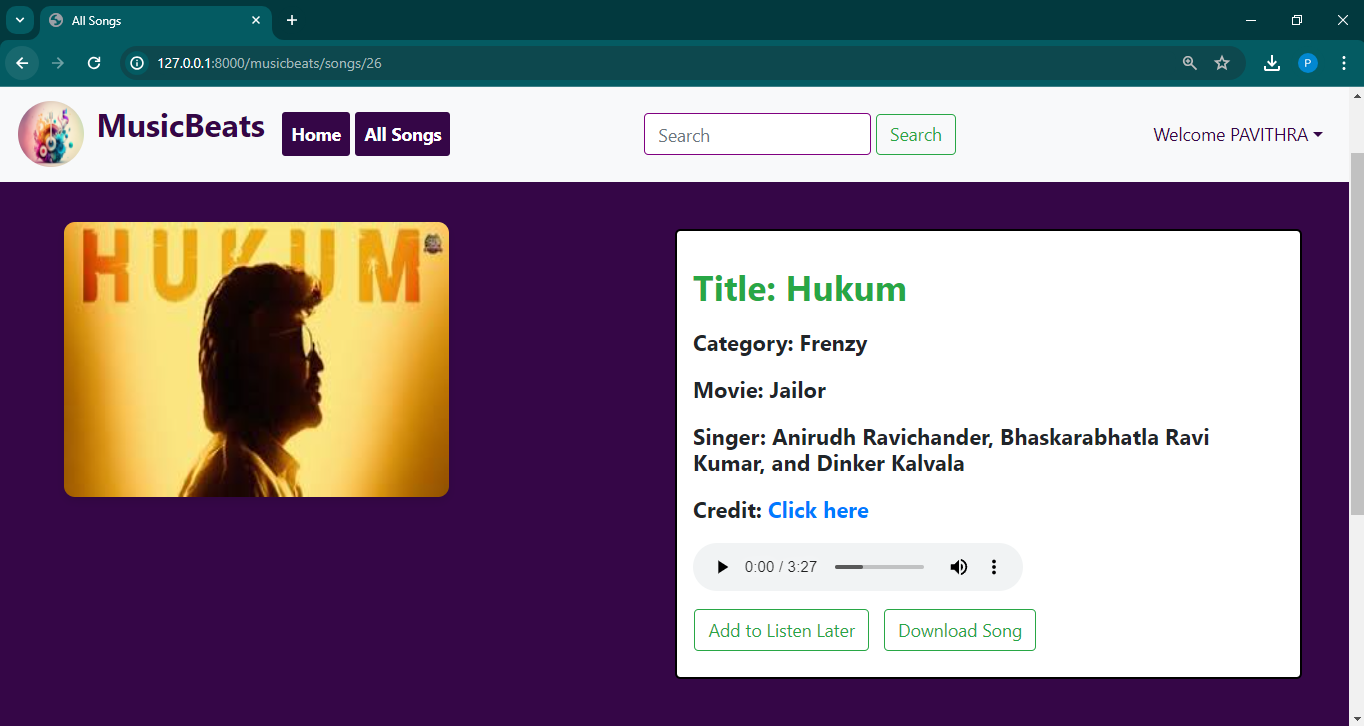 All Songs
127.0.0.1:8000/musicbeats/songs/26
P
MusicBeats
Home
All Songs
Search
Search
Welcome PAVITHRA
HUKUM
Title: Hukum
Category: Frenzy
Movie: Jailor
Singer: Anirudh Ravichander, Bhaskarabhatla Ravi
Kumar, and Dinker Kalvala
Credit: Click here
0:00 / 3:27
Add to Listen Later
Download Song